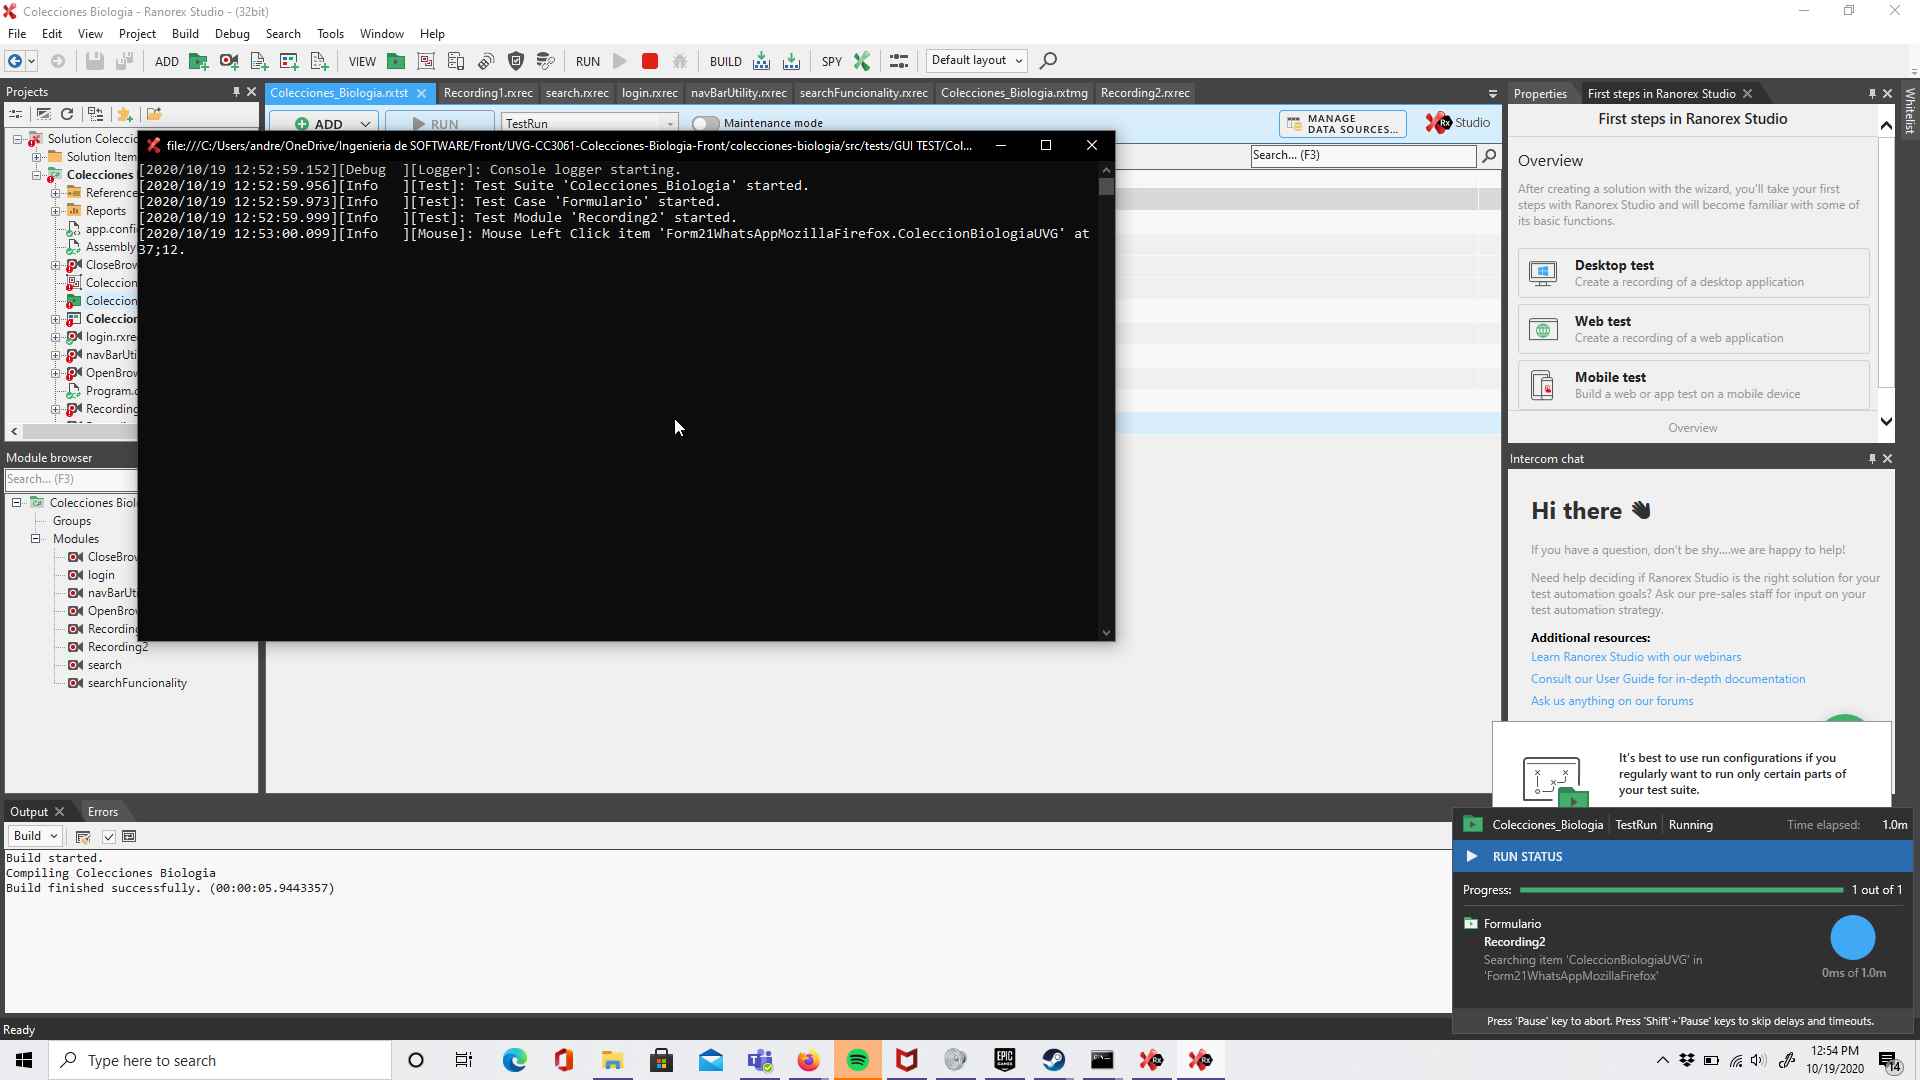 Colecciones Biologia - Ranorex Studio - (32bit)
File Edit View Project Build Debug Search Tools Window Help
ADD VIEW RUN BUILD SPY Default layout
Projects
Solution Colecci
Solution Item
Colecciones
Reference
Reports
app.confi
Assembly
CloseBrow
Coleccion
Coleccion
Coleccion
login.rxre
navBarUti
OpenBrow
Program.c
Recording
Colecciones_Biologia.rxtst Recording1.rxrec search.rxrec login.rxrec navBarUtility.rxrec searchFuncionality.rxrec Colecciones_Biologia.rxtmg Recording2.rxrec
ADD RUN TestRun Maintenance mode MANAGE DATA SOURCES... Rx Studio
Search... (F3)
file:///C:/Users/andre/OneDrive/Ingenieria de SOFTWARE/Front/UVG-CC3061-Colecciones-Biologia-Front/colecciones-biologia/src/tests/GUI TEST/Col...
[2020/10/19 12:52:59.152][Debug ][Logger]: Console logger starting.
[2020/10/19 12:52:59.956][Info ][Test]: Test Suite 'Colecciones_Biologia' started.
[2020/10/19 12:52:59.973][Info ][Test]: Test Case 'Formulario' started.
[2020/10/19 12:52:59.999][Info ][Test]: Test Module 'Recording2' started.
[2020/10/19 12:53:00.099][Info ][Mouse]: Mouse Left Click item 'Form21WhatsAppMozillaFirefox.ColeccionBiologiaUVG' at
37;12.
Module browser
Search... (F3)
Colecciones Biol
Groups
Modules
CloseBrow
login
navBarUt
OpenBrov
Recording
Recording2
search
searchFuncionality
Properties First steps in Ranorex Studio
Whitelist
First steps in Ranorex Studio
Overview
After creating a solution with the wizard, you'll take your first
steps with Ranorex Studio and will become familiar with some of
its basic functions.
Desktop test
Create a recording of a desktop application
Web test
Create a recording of a web application
Mobile test
Build a web or app test on a mobile device
Overview
Intercom chat
Hi there
If you have a question, don't be shy....we are happy to help!
Need help deciding if Ranorex Studio is the right solution for your
test automation goals? Ask our pre-sales staff for input on your
test automation strategy.
Additional resources:
Learn Ranorex Studio with our webinars
Consult our User Guide for in-depth documentation
Ask us anything on our forums
It's best to use run configurations if you
regularly want to run only certain parts of
your test suite.
Colecciones_Biologia TestRun Running Time elapsed: 1.0m
RUN STATUS
Progress: 1 out of 1
Formulario
Recording2
Searching item 'ColeccionBiologiaUVG' in
'Form21WhatsAppMozillaFirefox'
0ms of 1.0m
Press 'Pause' key to abort. Press 'Shift'+'Pause' keys to skip delays and timeouts.
Output Errors
Build
Build started.
Compiling Colecciones Biologia
Build finished successfully. (00:00:05.9443357)
Ready
Type here to search
EPIC GAMES
Rx
Rx
12:54 PM
10/19/2020
14